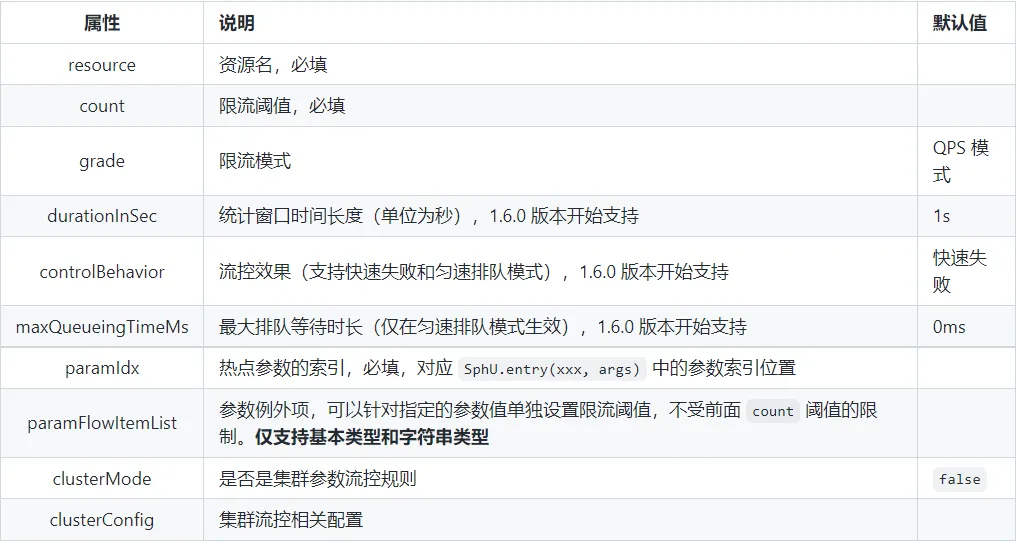 属性 说明 默认值
resource 资源名，必填
count 限流阈值，必填
grade 限流模式 QPS 模
式
durationInSec 统计窗口时间长度（单位为秒），1.6.0 版本开始支持 1s
controlBehavior 流控效果（支持快速失败和匀速排队模式），1.6.0 版本开始支持 快速失
败
maxQueueingTimeMs 最大排队等待时长（仅在匀速排队模式生效），1.6.0 版本开始支持 0ms
paramIdx 热点参数的索引，必填，对应 SphU.entry(xxx, args) 中的参数索引位置
paramFlowItemList 参数例外项，可以针对指定的参数值单独设置限流阈值，不受前面 count 阈值的限
制。仅支持基本类型和字符串类型
clusterMode 是否是集群参数流控规则 false
clusterConfig 集群流控相关配置